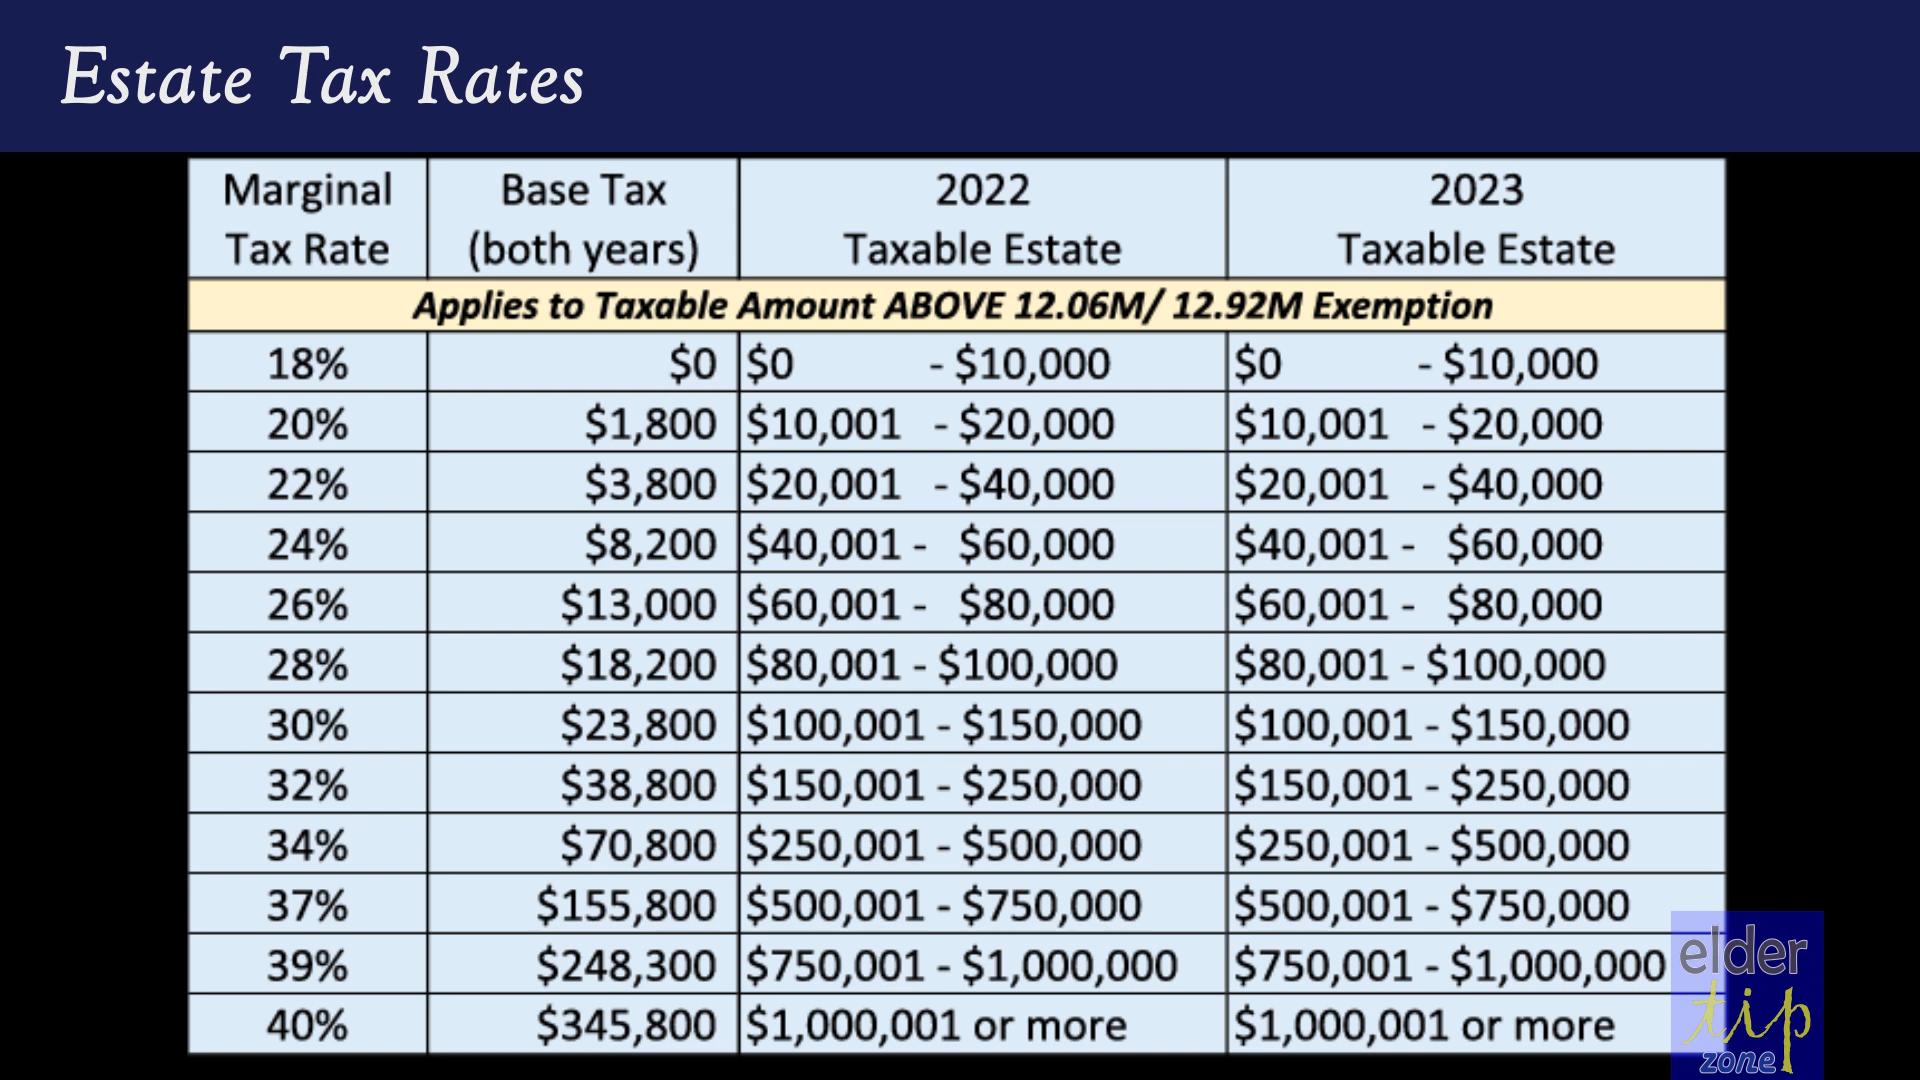 Estate Tax Rates
Marginal Tax Rate Base Tax (both years) 2022 Taxable Estate 2023 Taxable Estate
Applies to Taxable Amount ABOVE 12.06M/ 12.92M Exemption
18% $0 $0 - $10,000 $0 - $10,000
20% $1,800 $10,001 - $20,000 $10,001 - $20,000
22% $3,800 $20,001 - $40,000 $20,001 - $40,000
24% $8,200 $40,001 - $60,000 $40,001 - $60,000
26% $13,000 $60,001 - $80,000 $60,001 - $80,000
28% $18,200 $80,001 - $100,000 $80,001 - $100,000
30% $23,800 $100,001 - $150,000 $100,001 - $150,000
32% $38,800 $150,001 - $250,000 $150,001 - $250,000
34% $70,800 $250,001 - $500,000 $250,001 - $500,000
37% $155,800 $500,001 - $750,000 $500,001 - $750,000
39% $248,300 $750,001 - $1,000,000 $750,001 - $1,000,000
40% $345,800 $1,000,001 or more $1,000,001 or more
elder
tip
zone